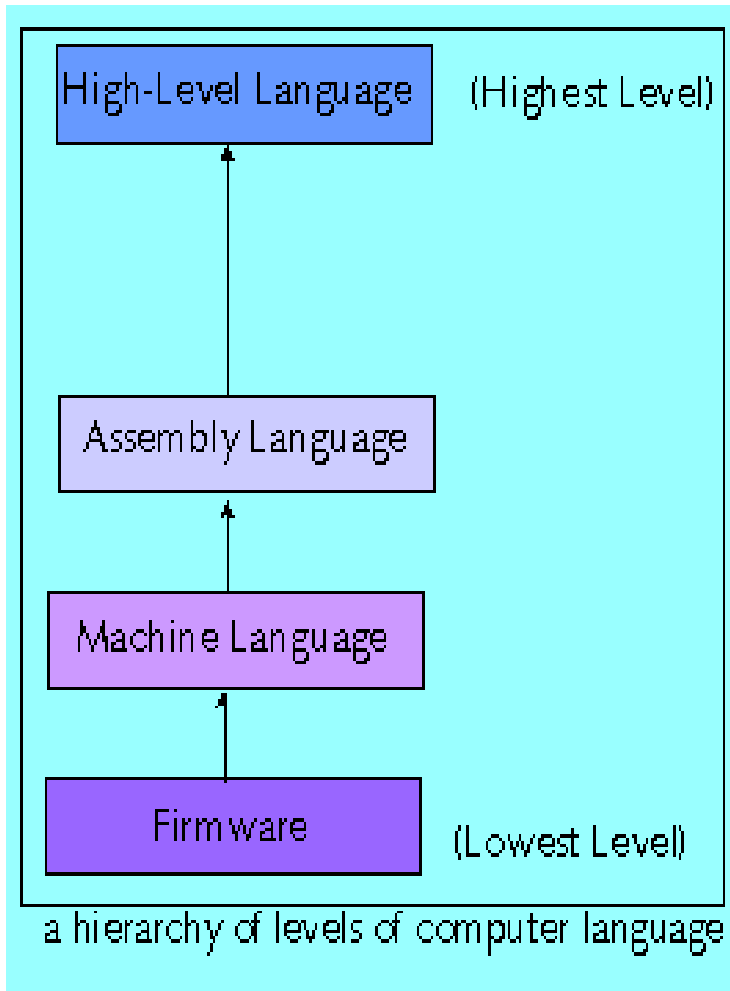 High-Level Language (Highest Level)
Assembly Language
Machine Language
Firmware (Lowest Level)
a hierarchy of levels of computer language